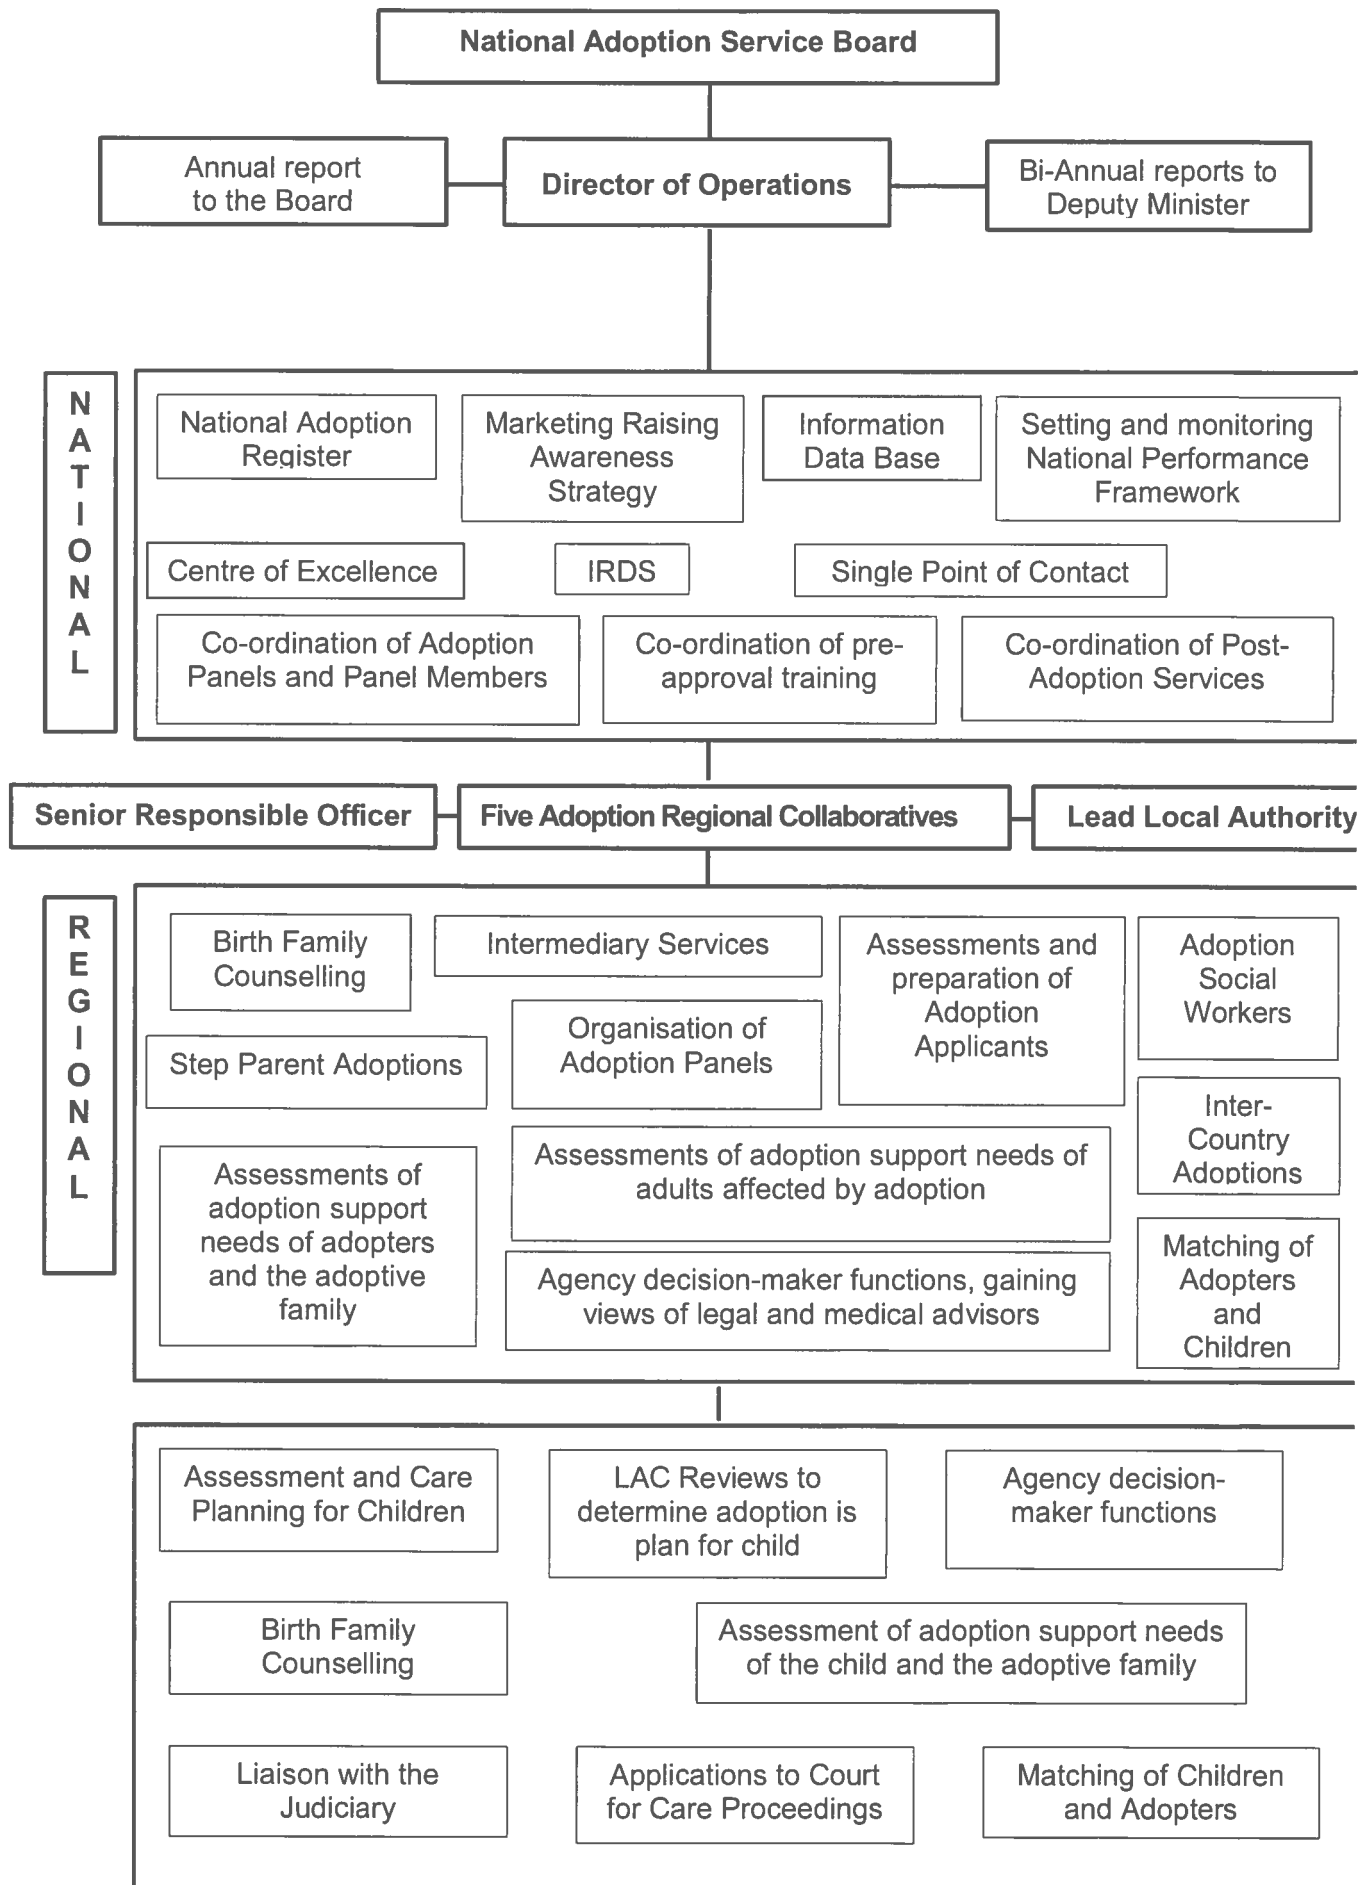 National Adoption Service Board
Annual report
to the Board
Director of Operations
Bi-Annual reports to
Deputy Minister
N
A
T
I
O
N
A
L
National Adoption
Register
Marketing Raising
Awareness
Strategy
Information
Data Base
Setting and monitoring
National Performance
Framework
Centre of Excellence
IRDS
Single Point of Contact
Co-ordination of Adoption
Panels and Panel Members
Co-ordination of pre-
approval training
Co-ordination of Post-
Adoption Services
Senior Responsible Officer
Five Adoption Regional Collaboratives
Lead Local Authority
R
E
G
I
O
N
A
L
Birth Family
Counselling
Intermediary Services
Assessments and
preparation of
Adoption
Applicants
Adoption
Social
Workers
Step Parent Adoptions
Organisation of
Adoption Panels
Inter-
Country
Adoptions
Assessments of
adoption support
needs of adopters
and the adoptive
family
Assessments of adoption support needs of
adults affected by adoption
Agency decision-maker functions, gaining
views of legal and medical advisors
Matching of
Adopters
and
Children
Assessment and Care
Planning for Children
LAC Reviews to
determine adoption is
plan for child
Agency decision-
maker functions
Birth Family
Counselling
Assessment of adoption support needs
of the child and the adoptive family
Liaison with the
Judiciary
Applications to Court
for Care Proceedings
Matching of Children
and Adopters